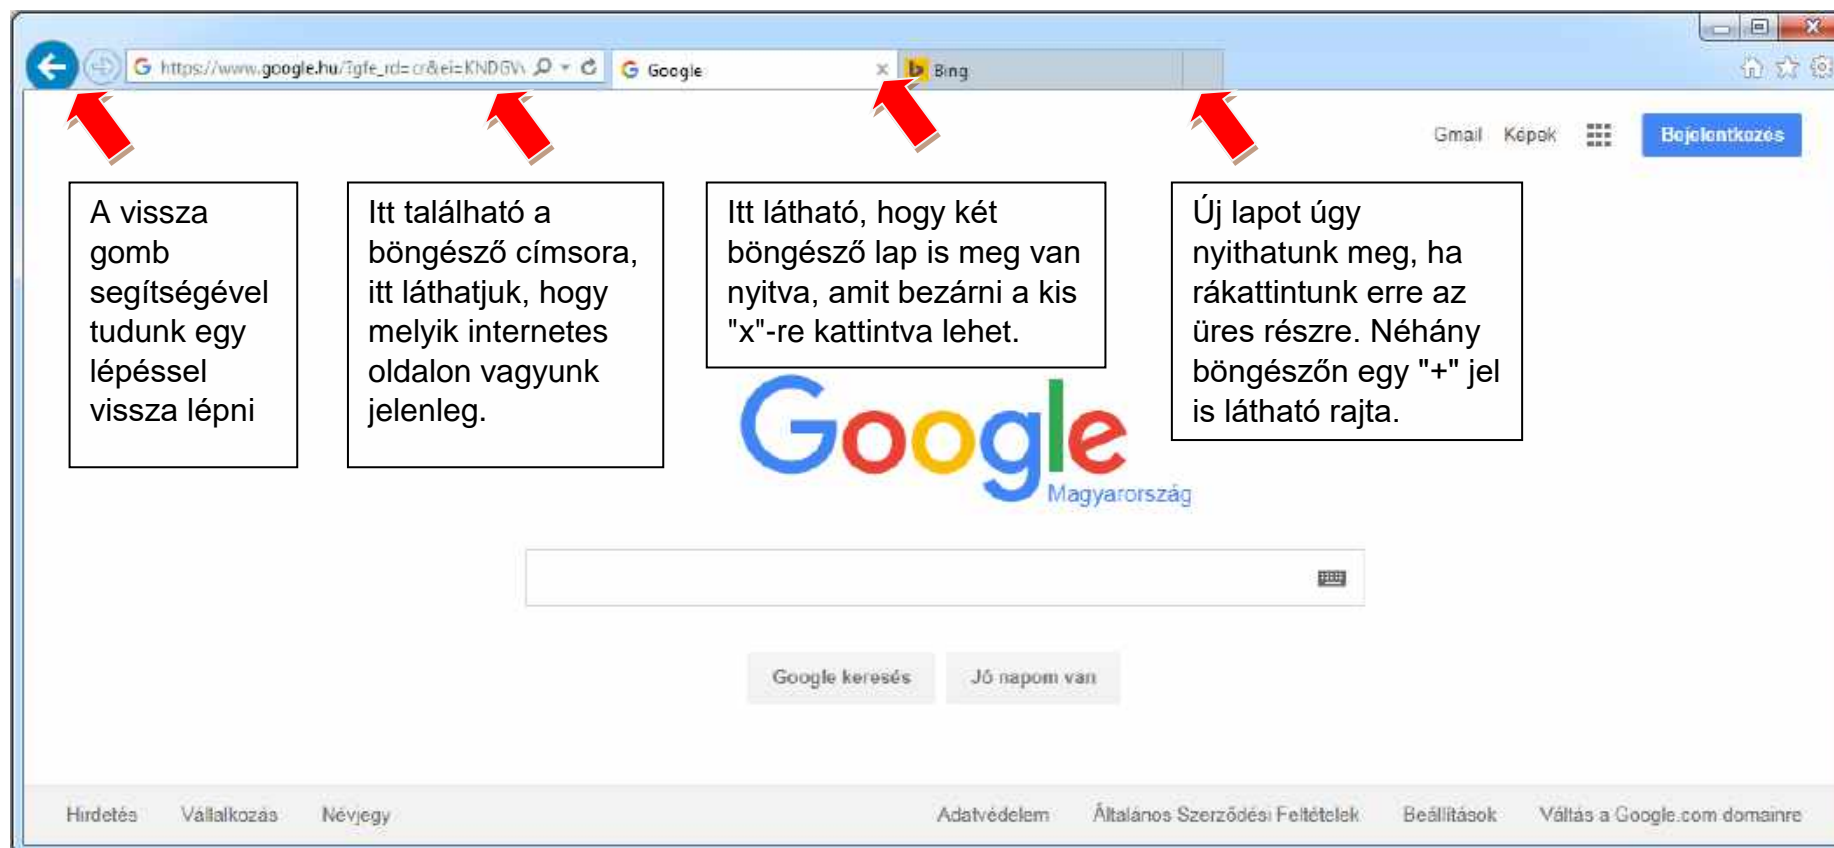 https://www.google.hu/?gfe_rd=cr&ei=KNDGV
Google
Bing
Gmail Képek
Bejelentkezés
A vissza
gomb
segítségével
tudunk egy
lépéssel
vissza lépni
Itt található a
böngésző címsora,
itt láthatjuk, hogy
melyik internetes
oldalon vagyunk
jelenleg.
Itt látható, hogy két
böngésző lap is meg van
nyitva, amit bezárni a kis
"x"-re kattintva lehet.
Új lapot úgy
nyithatunk meg, ha
rákattintunk erre az
üres részre. Néhány
böngészőn egy "+" jel
is látható rajta.
Google
Magyarország
Google keresés
Jó napom van
Hirdetés Vállalkozás Névjegy
Adatvédelem Általános Szerződési Feltételek Beállítások Váltás a Google.com domainre